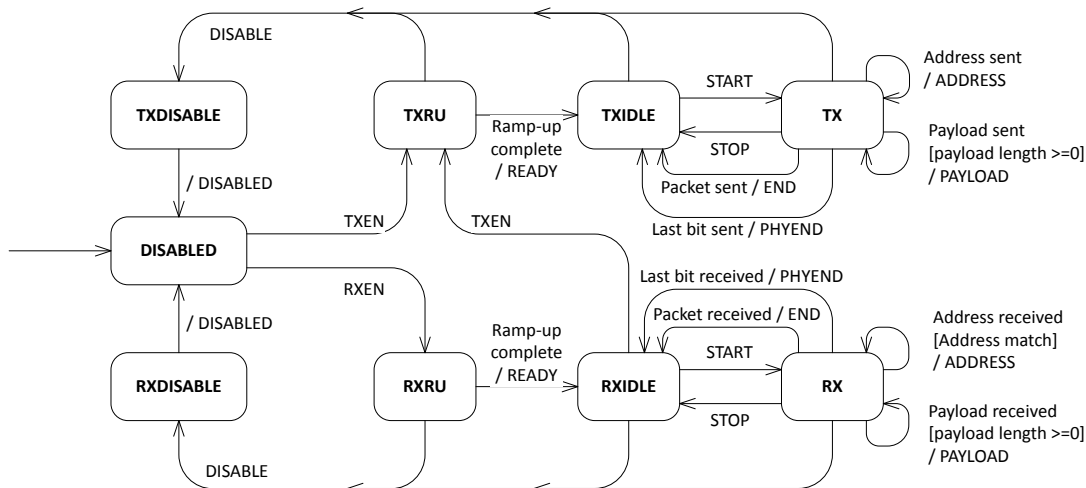 DISABLE
START
Address sent
/ ADDRESS
TXDISABLE
TXRU
TXIDLE
TX
Ramp-up
complete
/ READY
STOP
Payload sent
[payload length >=0]
/ PAYLOAD
/ DISABLED
Packet sent / END
TXEN
TXEN
Last bit sent / PHYEND
DISABLED
Last bit received / PHYEND
RXEN
Packet received / END
/ DISABLED
Ramp-up
complete
/ READY
START
Address received
[Address match]
/ ADDRESS
RXDISABLE
RXRU
RXIDLE
RX
STOP
Payload received
[payload length >=0]
/ PAYLOAD
DISABLE